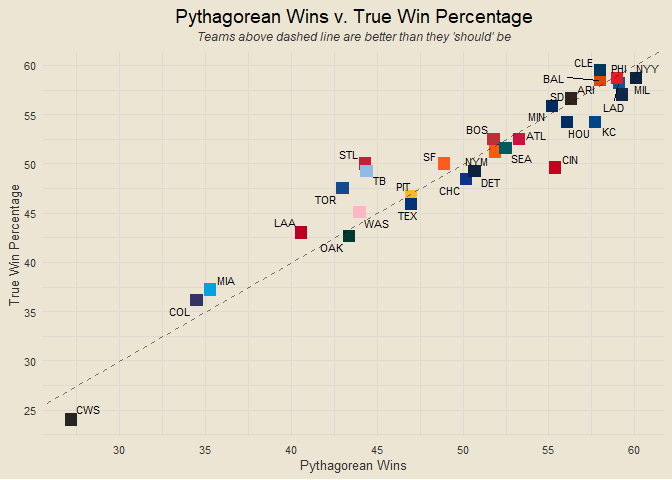 Pythagorean Wins v. True Win Percentage
Teams above dashed line are better than they 'should' be
True Win Percentage
60
55
50
45
40
35
30
25
CLE
PHI
NYY
BAL
SD
ARI
MIL
LAD
MIN
HOU
KC
BOS
ATL
SEA
STL
SF
NYM
CIN
TB
CHC
DET
TOR
PIT
TEX
WAS
LAA
OAK
MIA
COL
CWS
30
35
40
45
50
55
60
Pythagorean Wins